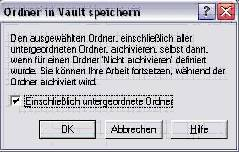 Ordner in Vault speichern
Den ausgewählten Ordner, einschließlich aller
untergeordneten Ordner, archivieren, selbst dann,
wenn für einen Ordner 'Nicht archivieren' definiert
wurde. Sie können Ihre Arbeit fortsetzen, während der
Ordner archiviert wird.
Einschließlich untergeordnete Ordner
OK
Abbrechen
Hilfe